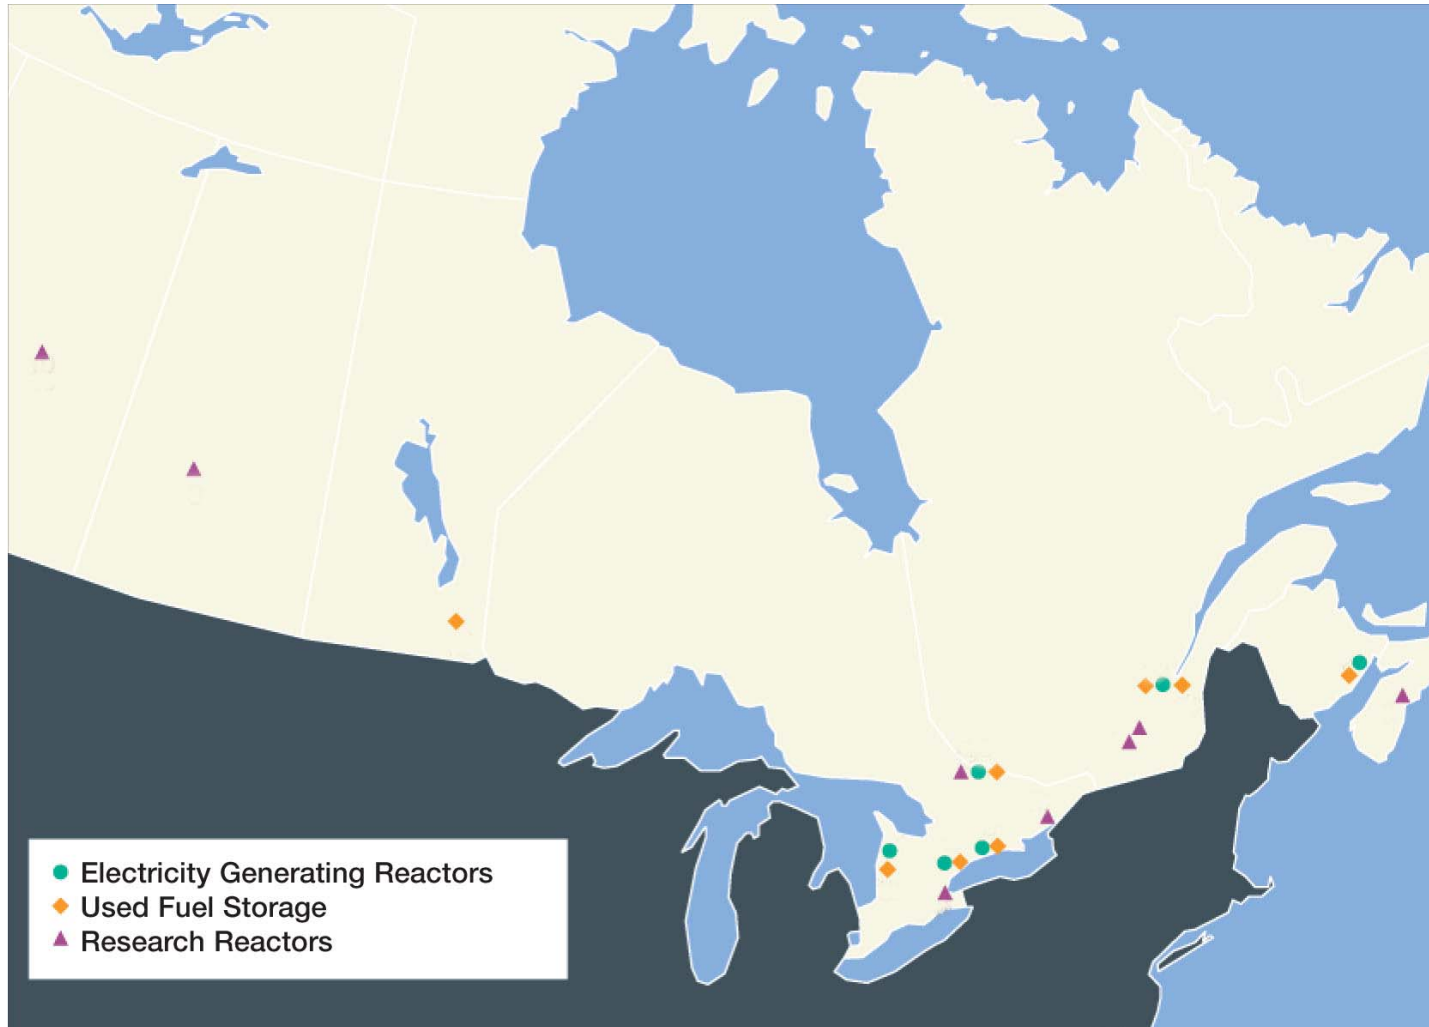 Electricity Generating Reactors
Used Fuel Storage
Research Reactors